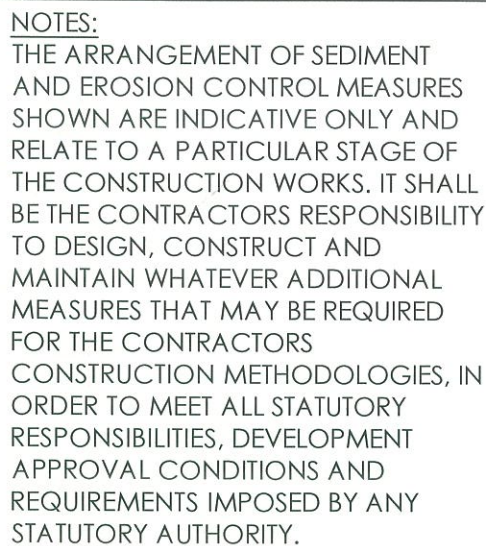 NOTES:
THE ARRANGEMENT OF SEDIMENT
AND EROSION CONTROL MEASURES
SHOWN ARE INDICATIVE ONLY AND
RELATE TO A PARTICULAR STAGE OF
THE CONSTRUCTION WORKS. IT SHALL
BE THE CONTRACTORS RESPONSIBILITY
TO DESIGN, CONSTRUCT AND
MAINTAIN WHATEVER ADDITIONAL
MEASURES THAT MAY BE REQUIRED
FOR THE CONTRACTORS
CONSTRUCTION METHODOLOGIES, IN
ORDER TO MEET ALL STATUTORY
RESPONSIBILITIES, DEVELOPMENT
APPROVAL CONDITIONS AND
REQUIREMENTS IMPOSED BY ANY
STATUTORY AUTHORITY.